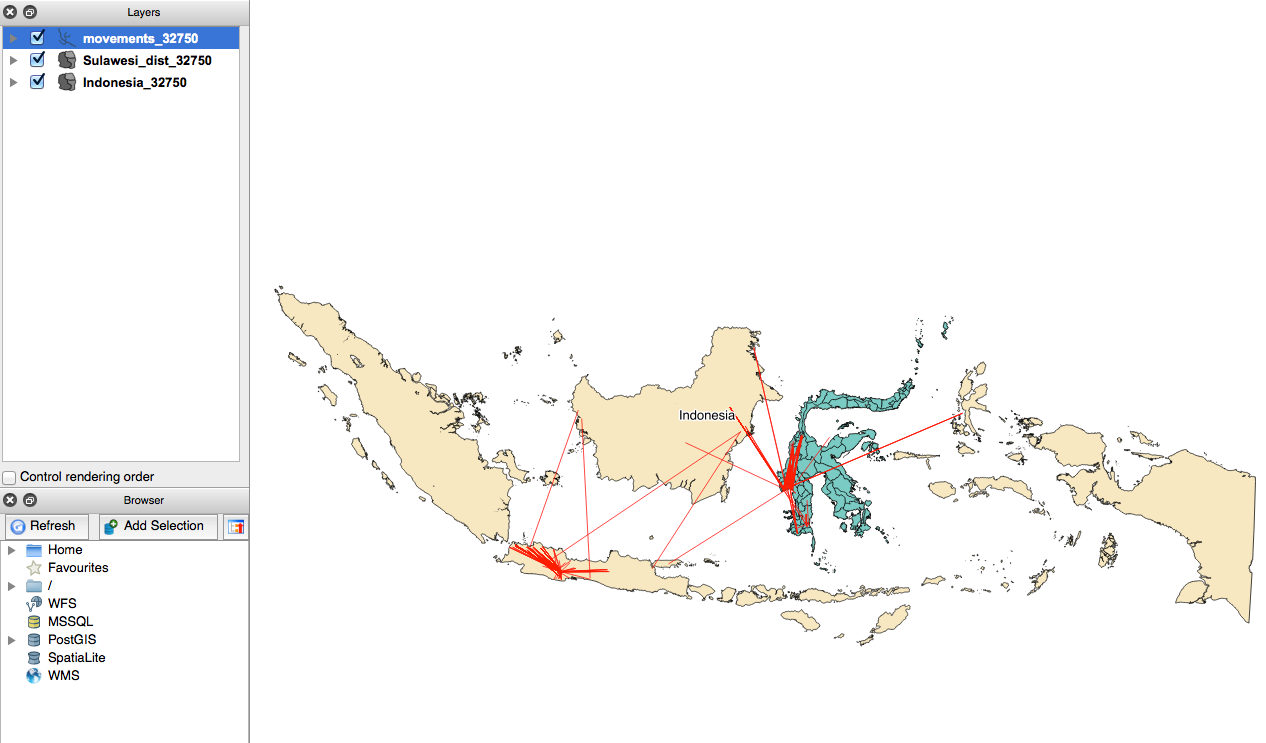 Layers
movements_32750
Sulawesi_dist_32750
Indonesia_32750
Control rendering order
Browser
Refresh
Add Selection
Home
Favourites
/
WFS
MSSQL
PostGIS
SpatiaLite
WMS
Indonesia